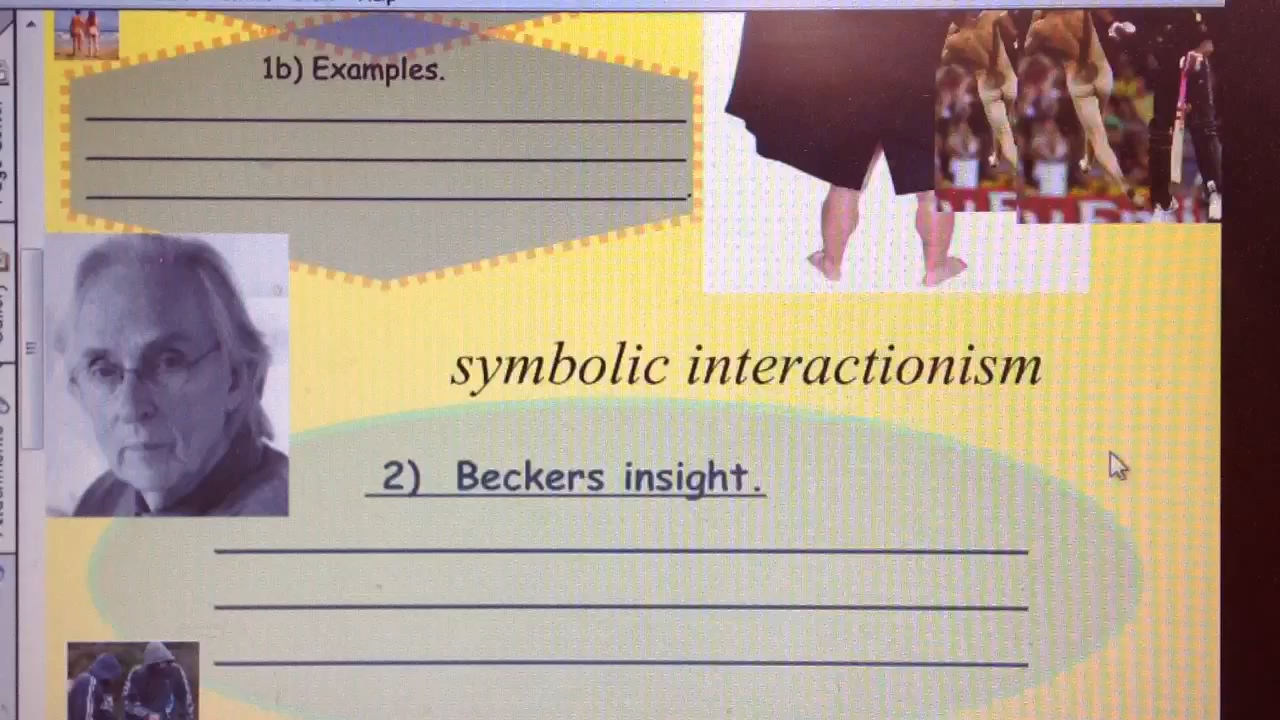 1b) Examples.
symbolic interactionism
2) Beckers insight.